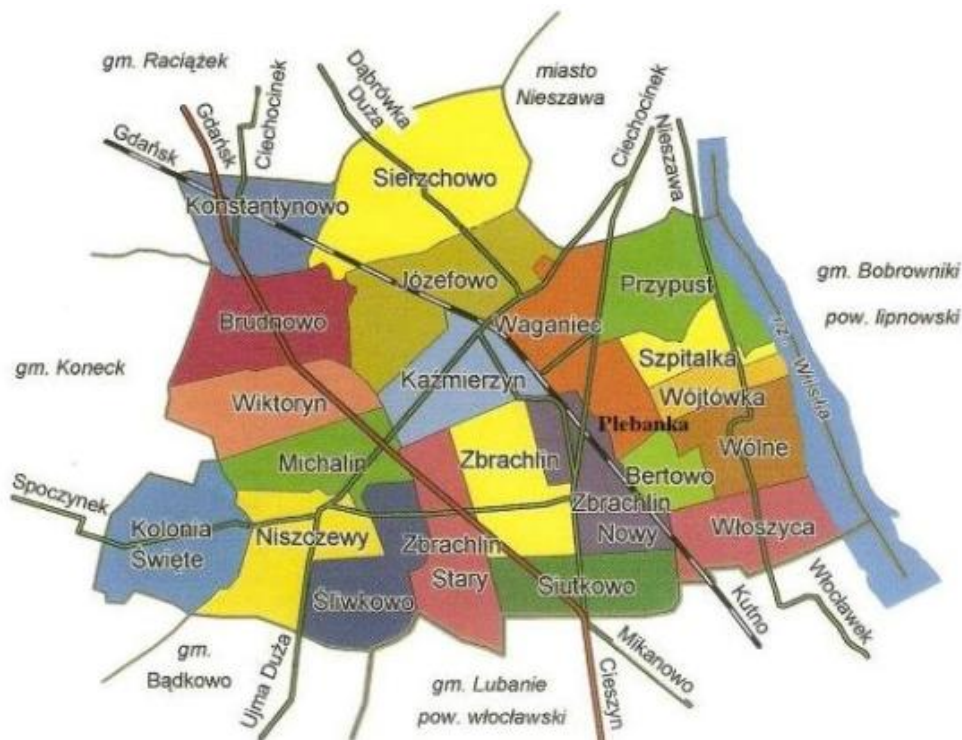 gm. Raciążek
Gdańsk
Gdańsk
Ciechocinek
Dąbrówka
Duża
miasto
Nieszawa
Ciechocinek
Nieszawa
Sierzchowo
Konstantynowo
Józefowo
Przypust
gm. Bobrowniki
pow. lipnowski
rz. Wisła
Brudnowo
Waganiec
Szpitalka
gm. Koneck
Kaźmierzyn
Wiktoryn
Wójtówka
Plebanka
Wólne
Michalin
Zbrachlin
Bertowo
Spoczynek
Kolonia
Święte
Niszczewy
Zbrachlin
Stary
Zbrachlin
Nowy
Włoszyca
Śliwkowo
Siutkowo
Kutno
Włocławek
gm.
Bądkowo
Ujma Duża
gm. Lubanie
pow. włocławski
Cieszyn
Mikanowo